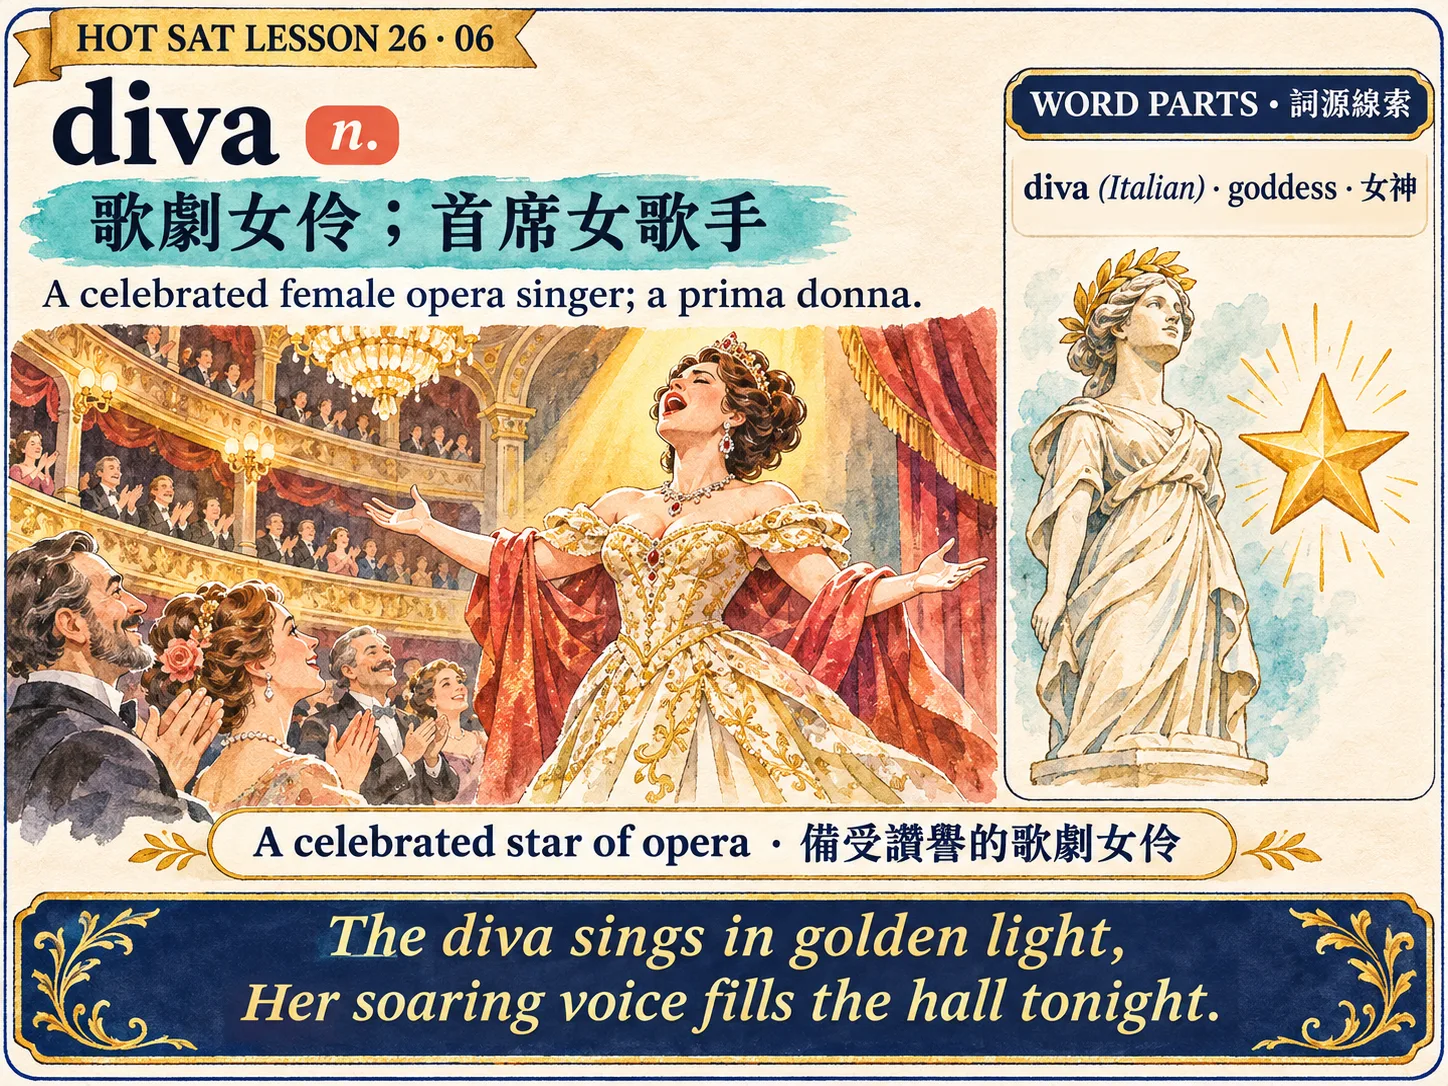 HOT SAT LESSON 26 · 06
diva n.
歌劇女伶；首席女歌手
A celebrated female opera singer; a prima donna.
WORD PARTS · 詞源線索
diva (Italian) · goddess · 女神
A celebrated star of opera · 備受讚譽的歌劇女伶
The diva sings in golden light,
Her soaring voice fills the hall tonight.